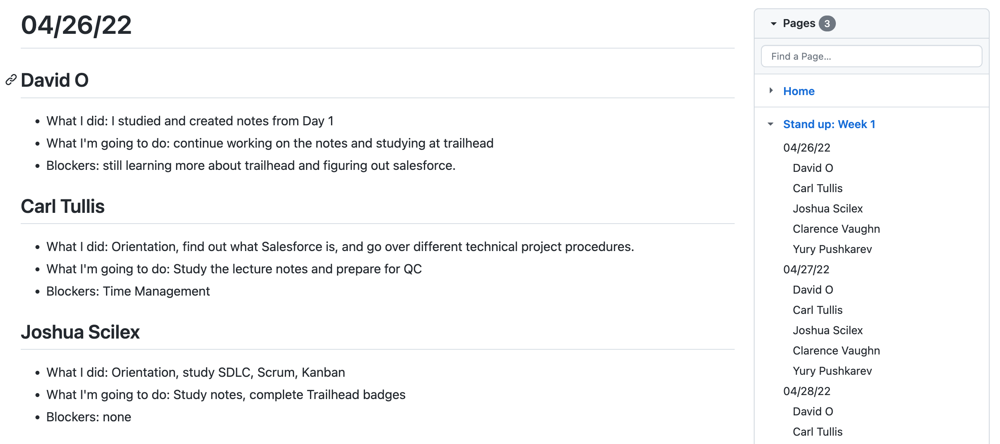 04/26/22
David O
What I did: I studied and created notes from Day 1
What I'm going to do: continue working on the notes and studying at trailhead
Blockers: still learning more about trailhead and figuring out salesforce.
Carl Tullis
What I did: Orientation, find out what Salesforce is, and go over different technical project procedures.
What I'm going to do: Study the lecture notes and prepare for QC
Blockers: Time Management
Joshua Scilex
What I did: Orientation, study SDLC, Scrum, Kanban
What I'm going to do: Study notes, complete Trailhead badges
Blockers: none
Pages 3
Find a Page...
Home
Stand up: Week 1
04/26/22
David O
Carl Tullis
Joshua Scilex
Clarence Vaughn
Yury Pushkarev
04/27/22
David O
Carl Tullis
Joshua Scilex
Clarence Vaughn
Yury Pushkarev
04/28/22
David O
Carl Tullis